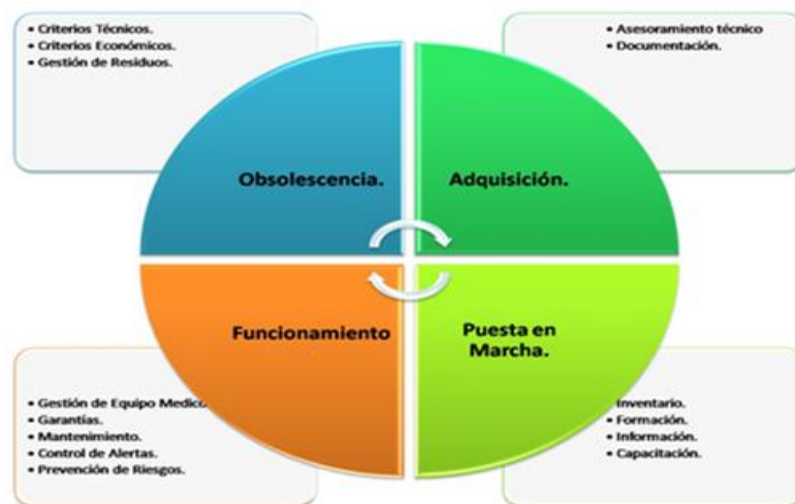 • Criterios Técnicos.
• Criterios Económicos.
• Gestión de Residuos.
• Asesoramiento técnico
• Documentación.
Obsolescencia.
Adquisición.
Funcionamiento
Puesta en
Marcha.
• Gestión de Equipo Medico
• Garantías.
• Mantenimiento.
• Control de Alertas.
• Prevención de Riesgos.
Inventario.
• Formación.
• Información.
• Capacitación.